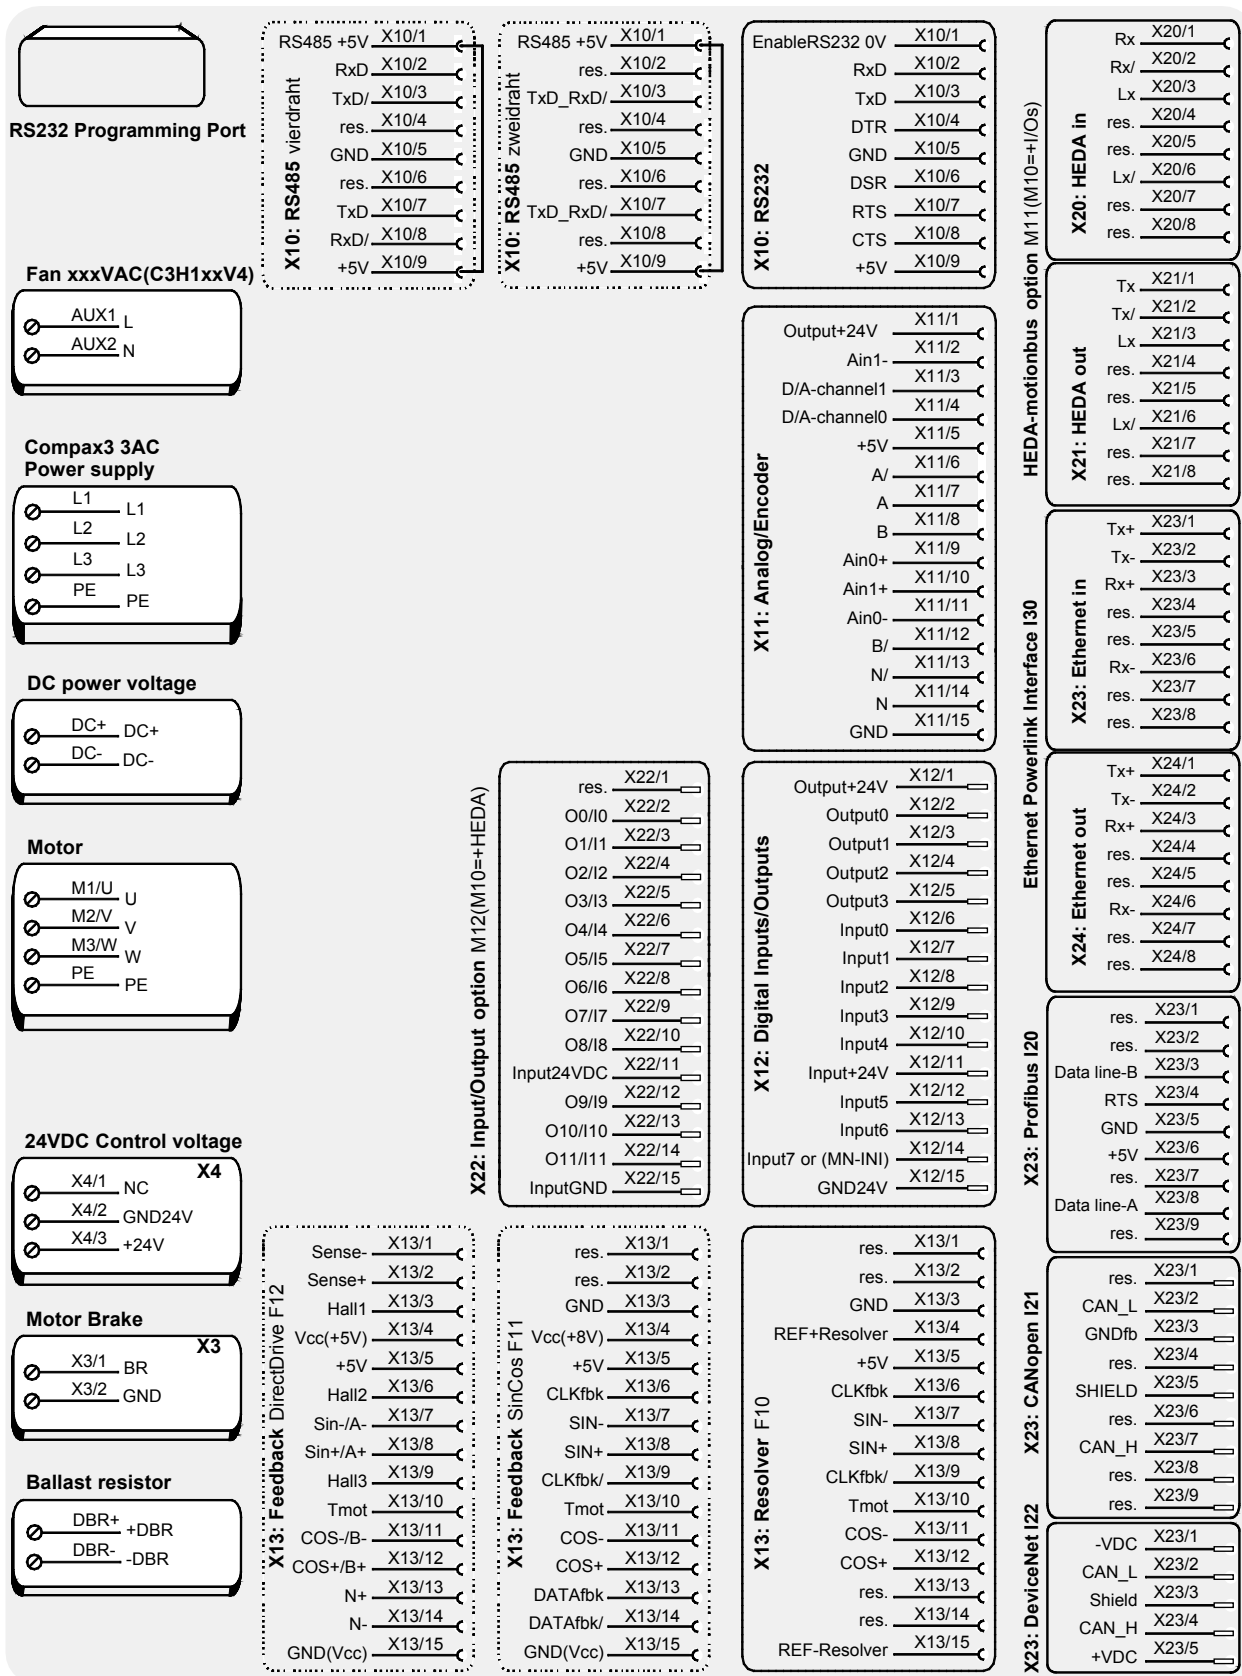 RS232 Programming Port
Fan xxxVAC(C3H1xxV4)
AUX1 L
AUX2 N
Compax3 3AC
Power supply
L1 L1
L2 L2
L3 L3
PE PE
DC power voltage
DC+ DC+
DC- DC-
Motor
M1/U U
M2/V V
M3/W W
PE PE
24VDC Control voltage
X4
X4/1 NC
X4/2 GND24V
X4/3 +24V
Motor Brake
X3
X3/1 BR
X3/2 GND
Ballast resistor
DBR+ +DBR
DBR- -DBR
X10: RS485 vierdraht
RS485 +5V X10/1
RxD X10/2
TxD/ X10/3
res. X10/4
GND X10/5
res. X10/6
TxD X10/7
RxD/ X10/8
+5V X10/9
X10: RS485 zweidraht
RS485 +5V X10/1
res. X10/2
TxD_RxD/ X10/3
res. X10/4
GND X10/5
res. X10/6
TxD_RxD/ X10/7
res. X10/8
+5V X10/9
X10: RS232
EnableRS232 0V X10/1
RxD X10/2
TxD X10/3
DTR X10/4
GND X10/5
DSR X10/6
RTS X10/7
CTS X10/8
+5V X10/9
X11: Analog/Encoder
Output+24V X11/1
Ain1- X11/2
D/A-channel1 X11/3
D/A-channel0 X11/4
+5V X11/5
A/ X11/6
A X11/7
B X11/8
Ain0+ X11/9
Ain1+ X11/10
Ain0- X11/11
B/ X11/12
N/ X11/13
N X11/14
GND X11/15
X22: Input/Output option M12(M10=+HEDA)
res. X22/1
O0/I0 X22/2
O1/I1 X22/3
O2/I2 X22/4
O3/I3 X22/5
O4/I4 X22/6
O5/I5 X22/7
O6/I6 X22/8
O7/I7 X22/9
O8/I8 X22/10
Input24VDC X22/11
O9/I9 X22/12
O10/I10 X22/13
O11/I11 X22/14
InputGND X22/15
X12: Digital Inputs/Outputs
Output+24V X12/1
Output0 X12/2
Output1 X12/3
Output2 X12/4
Output3 X12/5
Input0 X12/6
Input1 X12/7
Input2 X12/8
Input3 X12/9
Input4 X12/10
Input+24V X12/11
Input5 X12/12
Input6 X12/13
Input7 or (MN-INI) X12/14
GND24V X12/15
X13: Feedback DirectDrive F12
Sense- X13/1
Sense+ X13/2
Hall1 X13/3
Vcc(+5V) X13/4
+5V X13/5
Hall2 X13/6
Sin-/A- X13/7
Sin+/A+ X13/8
Hall3 X13/9
Tmot X13/10
COS-/B- X13/11
COS+/B+ X13/12
N+ X13/13
N- X13/14
GND(Vcc) X13/15
X13: Feedback SinCos F11
res. X13/1
res. X13/2
GND X13/3
Vcc(+8V) X13/4
+5V X13/5
CLKfbk X13/6
SIN- X13/7
SIN+ X13/8
CLKfbk/ X13/9
Tmot X13/10
COS- X13/11
COS+ X13/12
DATAfbk X13/13
DATAfbk/ X13/14
GND(Vcc) X13/15
X13: Resolver F10
res. X13/1
res. X13/2
GND X13/3
REF+Resolver X13/4
+5V X13/5
CLKfbk X13/6
SIN- X13/7
SIN+ X13/8
CLKfbk/ X13/9
Tmot X13/10
COS- X13/11
COS+ X13/12
res. X13/13
res. X13/14
REF-Resolver X13/15
HEDA-motionbus option M11(M10=+I/Os)
X20: HEDA in
Rx X20/1
Rx/ X20/2
Lx X20/3
res. X20/4
res. X20/5
Lx/ X20/6
res. X20/7
res. X20/8
X21: HEDA out
Tx X21/1
Tx/ X21/2
Lx X21/3
res. X21/4
res. X21/5
Lx/ X21/6
res. X21/7
res. X21/8
Ethernet Powerlink Interface I30
X23: Ethernet in
Tx+ X23/1
Tx- X23/2
Rx+ X23/3
res. X23/4
res. X23/5
Rx- X23/6
res. X23/7
res. X23/8
X24: Ethernet out
Tx+ X24/1
Tx- X24/2
Rx+ X24/3
res. X24/4
res. X24/5
Rx- X24/6
res. X24/7
res. X24/8
X23: Profibus I20
res. X23/1
res. X23/2
Data line-B X23/3
RTS X23/4
GND X23/5
+5V X23/6
res. X23/7
Data line-A X23/8
res. X23/9
X23: CANopen I21
res. X23/1
CAN_L X23/2
GNDfb X23/3
res. X23/4
SHIELD X23/5
res. X23/6
CAN_H X23/7
res. X23/8
res. X23/9
X23: DeviceNet I22
-VDC X23/1
CAN_L X23/2
Shield X23/3
CAN_H X23/4
+VDC X23/5